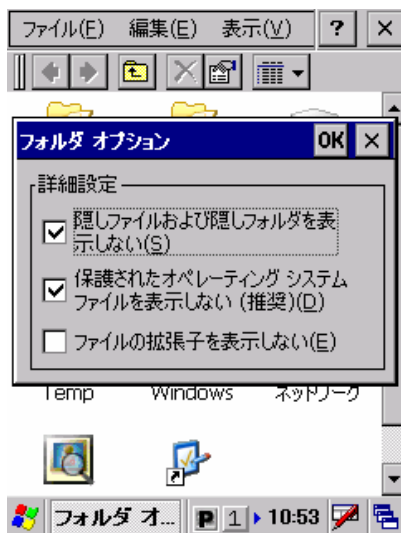 ファイル(F) 編集(E) 表示(V) ? ×
フォルダ オプション OK ×
詳細設定
隠しファイルおよび隠しフォルダを表
示しない(S)
保護されたオペレーティング システム
ファイルを表示しない (推奨)(D)
ファイルの拡張子を表示しない(E)
Temp Windows ネットワーク
フォルダ オ... P 1 10:53